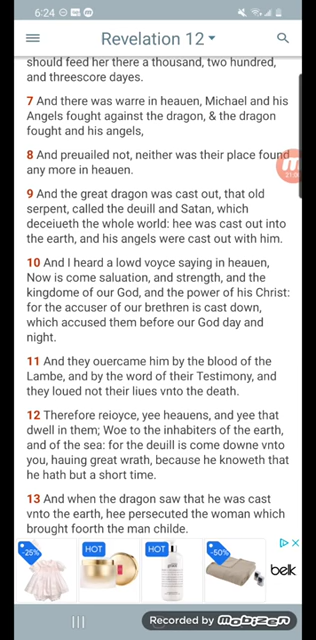 6:24
Revelation 12
should feed her there a thousand, two hundred,
and threescore dayes.
7 And there was warre in heauen, Michael and his
Angels fought against the dragon, & the dragon
fought and his angels,
8 And preuailed not, neither was their place found
any more in heauen.
9 And the great dragon was cast out, that old
serpent, called the deuill and Satan, which
deceiueth the whole world: hee was cast out into
the earth, and his angels were cast out with him.
10 And I heard a lowd voyce saying in heauen,
Now is come saluation, and strength, and the
kingdome of our God, and the power of his Christ:
for the accuser of our brethren is cast down,
which accused them before our God day and
night.
11 And they ouercame him by the blood of the
Lambe, and by the word of their Testimony, and
they loued not their liues vnto the death.
12 Therefore reioyce, yee heauens, and yee that
dwell in them; Woe to the inhabiters of the earth,
and of the sea: for the deuill is come downe vnto
you, hauing great wrath, because he knoweth that
he hath but a short time.
13 And when the dragon saw that he was cast
vnto the earth, hee persecuted the woman which
brought foorth the man childe.
-25%
HOT
HOT
-50%
belk
Recorded by Mobizen